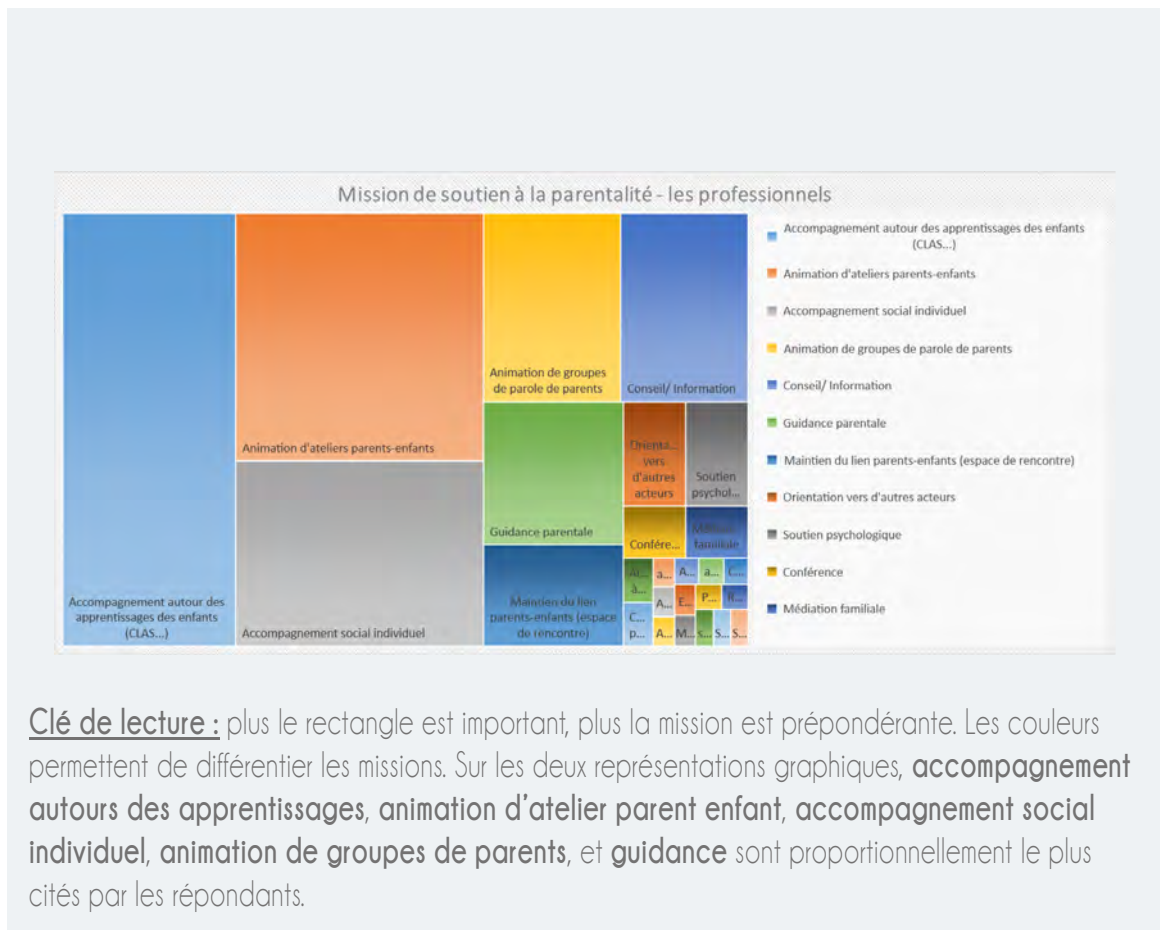 Mission de soutien à la parentalité - les professionnels
Accompagnement autour des
apprentissages des enfants
(CLAS...)
Animation d'ateliers parents-enfants
Accompagnement social individuel
Animation de groupes
de parole de parents
Conseil/ Information
Guidance parentale
Maintien du lien
parents-enfants (espace
de rencontre)
Orienta...
vers
d'autres
acteurs
Soutien
psychol...
Confére...
familiale
à...
a...
A...
a...
C...
A...
E...
P...
R...
C...
p...
A...
M...
s...
S...
S...
Accompagnement autour des apprentissages des enfants
(CLAS...)
Animation d'ateliers parents-enfants
Accompagnement social individuel
Animation de groupes de parole de parents
Conseil/ Information
Guidance parentale
Maintien du lien parents-enfants (espace de rencontre)
Orientation vers d'autres acteurs
Soutien psychologique
Conférence
Médiation familiale
Clé de lecture : plus le rectangle est important, plus la mission est prépondérante. Les couleurs
permettent de différentier les missions. Sur les deux représentations graphiques, accompagnement
autours des apprentissages, animation d'atelier parent enfant, accompagnement social
individuel, animation de groupes de parents, et guidance sont proportionnellement le plus
cités par les répondants.